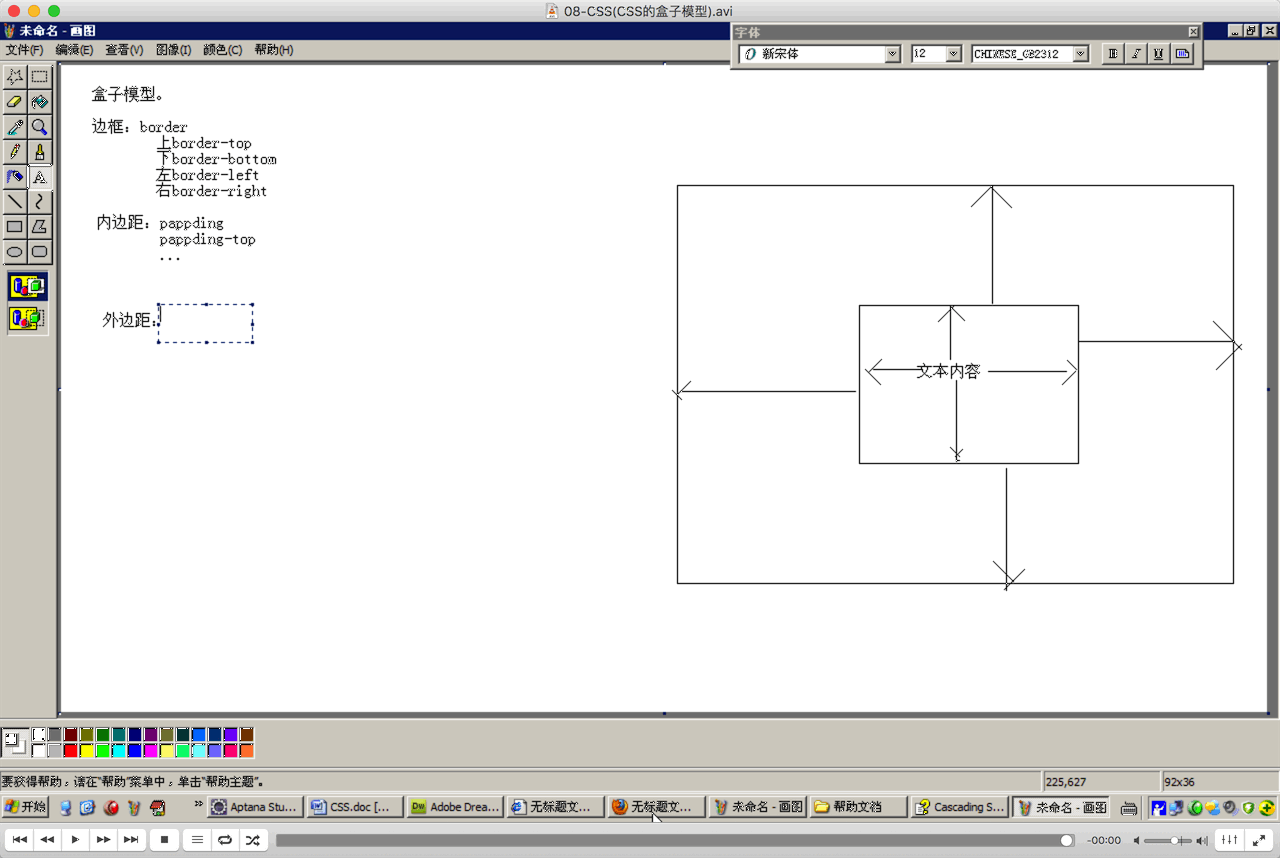 08-CSS(CSS的盒子模型).avi
未命名 - 画图
字体
文件(F) 编辑(E) 查看(V) 图像(I) 颜色(C) 帮助(H)
新宋体 12 CHINESE_GB2312 B I U
盒子模型。
边框：border
上border-top
下border-bottom
左border-left
右border-right
内边距：pappding
pappding-top
...
外边距：
文本内容
要获得帮助，请在“帮助”菜单中，单击“帮助主题”。 225,627 92x36
开始 » Aptana Stu... CSS.doc [... Adobe Drea... 无标题文... 无标题文... 未命名 - 画图 帮助文档 Cascading S... 未命名 - 画图
-00:00